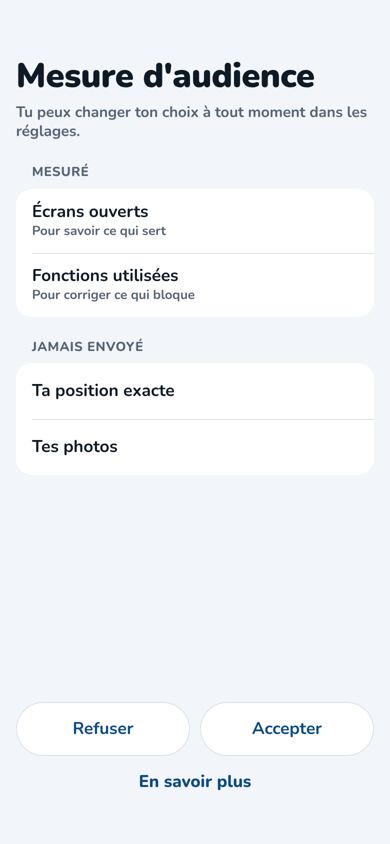 Mesure d'audience
Tu peux changer ton choix à tout moment dans les
réglages.
MESURÉ
Écrans ouverts
Pour savoir ce qui sert
Fonctions utilisées
Pour corriger ce qui bloque
JAMAIS ENVOYÉ
Ta position exacte
Tes photos
Refuser
Accepter
En savoir plus